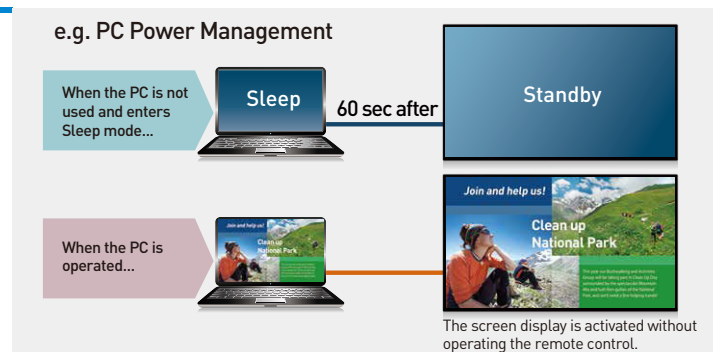 e.g. PC Power Management
When the PC is not
used and enters
Sleep mode...
Sleep
60 sec after
Standby
When the PC is
operated...
Join and help us!
Clean up
National Park
Join and help us!
Clean up
National Park
The screen display is activated without
operating the remote control.